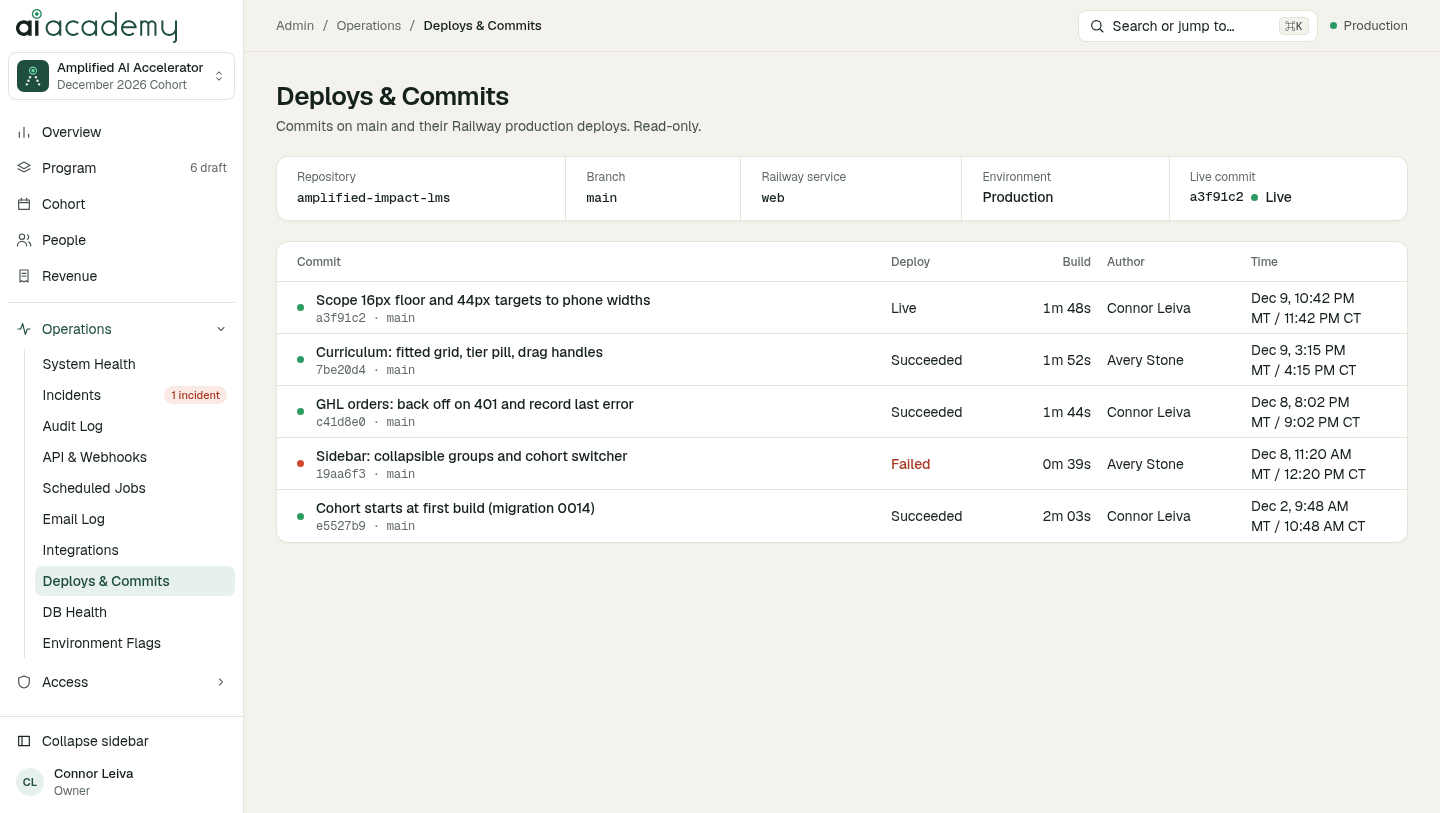 ai academy
Amplified AI Accelerator
December 2026 Cohort
Overview
Program 6 draft
Cohort
People
Revenue
Operations
System Health
Incidents 1 incident
Audit Log
API & Webhooks
Scheduled Jobs
Email Log
Integrations
Deploys & Commits
DB Health
Environment Flags
Access
Collapse sidebar
CL Connor Leiva
Owner
Admin / Operations / Deploys & Commits
Search or jump to… ⌘K
Production
Deploys & Commits
Commits on main and their Railway production deploys. Read-only.
Repository Branch Railway service Environment Live commit
amplified-impact-lms main web Production a3f91c2 Live
Commit Deploy Build Author Time
Scope 16px floor and 44px targets to phone widths
a3f91c2 · main
Live 1m 48s Connor Leiva
Dec 9, 10:42 PM
MT / 11:42 PM CT
Curriculum: fitted grid, tier pill, drag handles
7be20d4 · main
Succeeded 1m 52s Avery Stone
Dec 9, 3:15 PM
MT / 4:15 PM CT
GHL orders: back off on 401 and record last error
c41d8e0 · main
Succeeded 1m 44s Connor Leiva
Dec 8, 8:02 PM
MT / 9:02 PM CT
Sidebar: collapsible groups and cohort switcher
19aa6f3 · main
Failed 0m 39s Avery Stone
Dec 8, 11:20 AM
MT / 12:20 PM CT
Cohort starts at first build (migration 0014)
e5527b9 · main
Succeeded 2m 03s Connor Leiva
Dec 2, 9:48 AM
MT / 10:48 AM CT